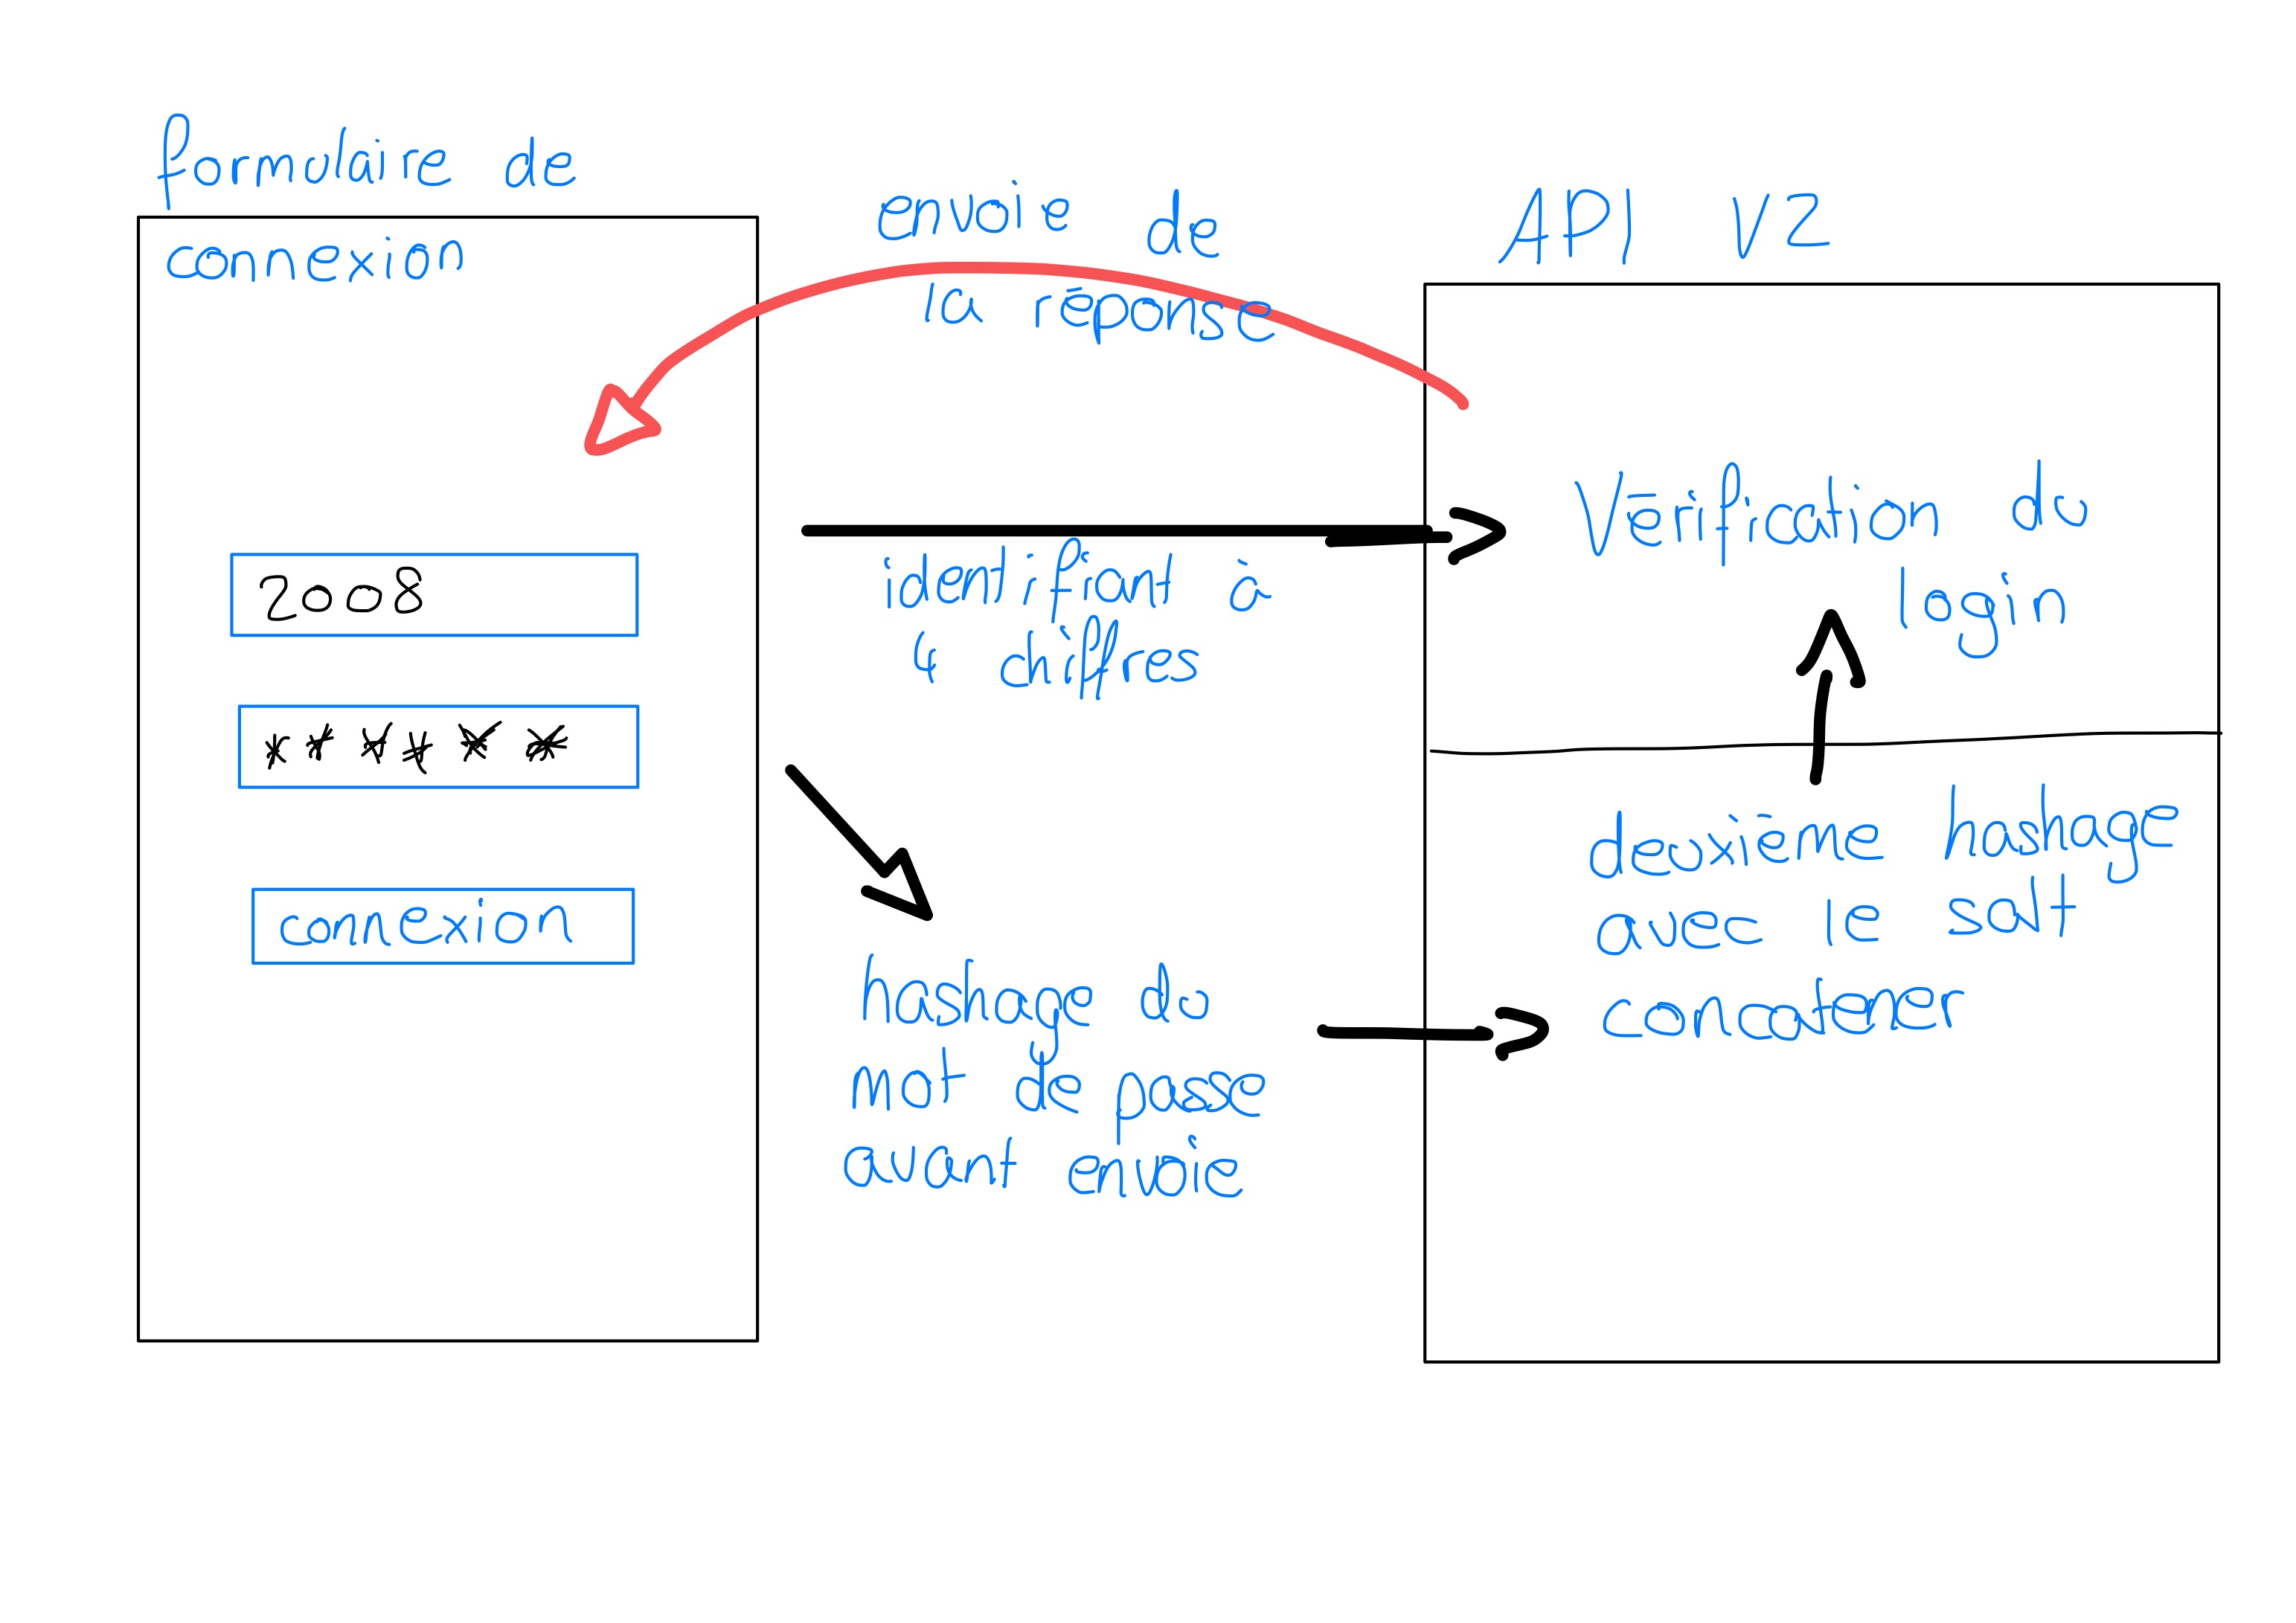 formulaire de
connexion
envoie de
la réponse
API V2
2008
******
connexion
identifiant à
4 chiffres
Vérification du
login
hashage du
mot de passe
avant envoie
deuxième hashage
avec le salt
concaténer